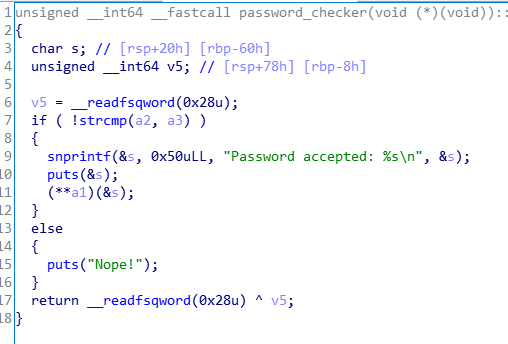 1 unsigned __int64 __fastcall password_checker(void (*)(void))::
2 {
3 char s; // [rsp+20h] [rbp-60h]
4 unsigned __int64 v5; // [rsp+78h] [rbp-8h]
5
6 v5 = __readfsqword(0x28u);
7 if ( !strcmp(a2, a3) )
8 {
9 snprintf(&s, 0x50uLL, "Password accepted: %s\n", &s);
10 puts(&s);
11 (**a1)(&s);
12 }
13 else
14 {
15 puts("Nope!");
16 }
17 return __readfsqword(0x28u) ^ v5;
18 }